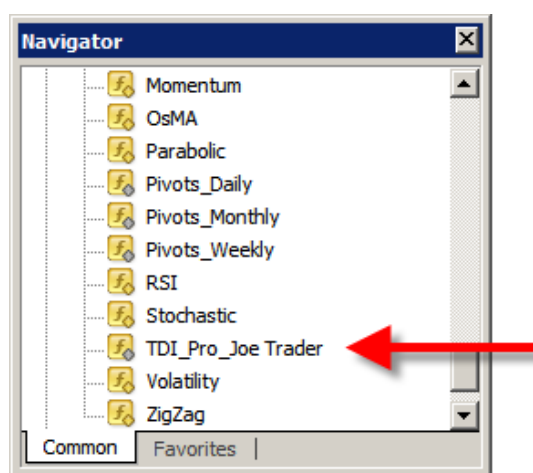 Navigator
Momentum
OsMA
Parabolic
Pivots_Daily
Pivots_Monthly
Pivots_Weekly
RSI
Stochastic
TDI_Pro_Joe Trader
Volatility
ZigZag
Common Favorites |